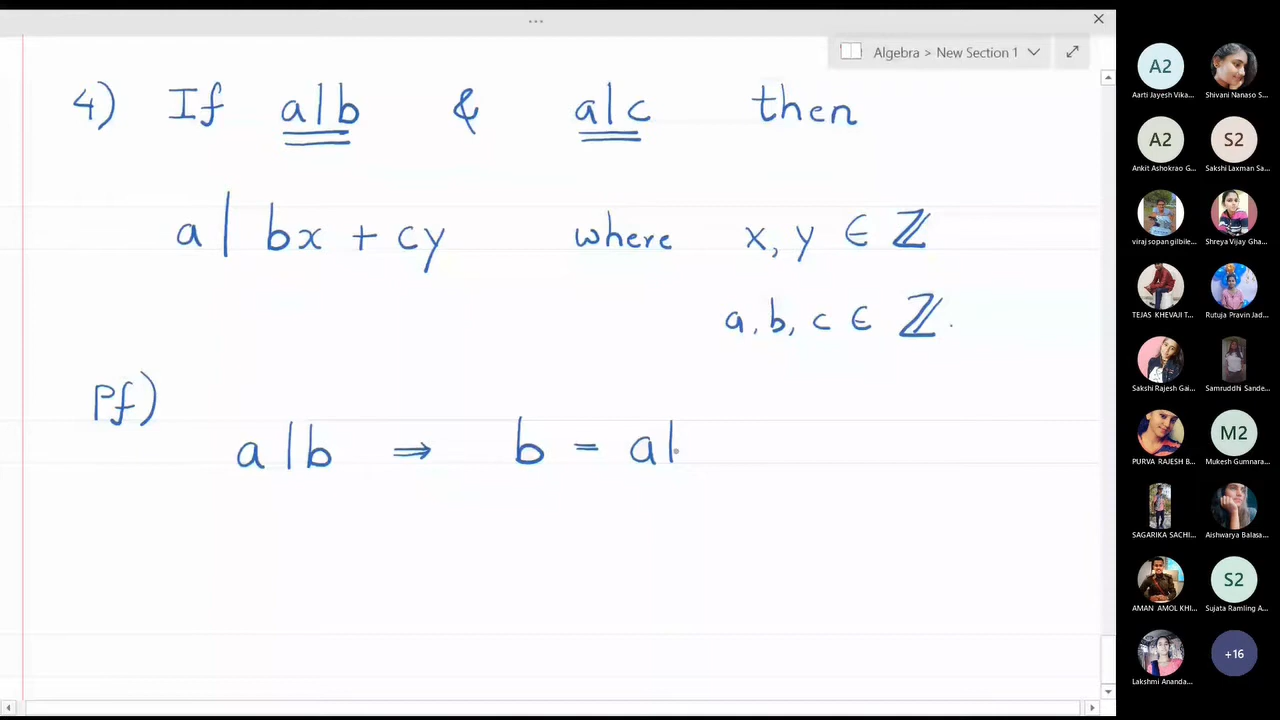 Algebra > New Section 1
4) If a|b & a|c then
a | bx + cy where x, y ∈ ℤ
a, b, c ∈ ℤ.
Pf)
a|b ⇒ b = a|
A2
Aarti Jayesh Vika...
Shivani Nanaso S...
A2
Ankit Ashokrao G...
S2
Sakshi Laxman Sa...
viraj sopan gilbile...
Shreya Vijay Gha...
TEJAS KHEVAJI T...
Rutuja Pravin Jad...
Sakshi Rajesh Gai...
Samruddhi Sande...
PURVA RAJESH B...
M2
Mukesh Gumnara...
SAGARIKA SACHI...
Aishwarya Balasa...
AMAN AMOL KHI...
S2
Sujata Ramling A...
Lakshmi Ananda...
+16